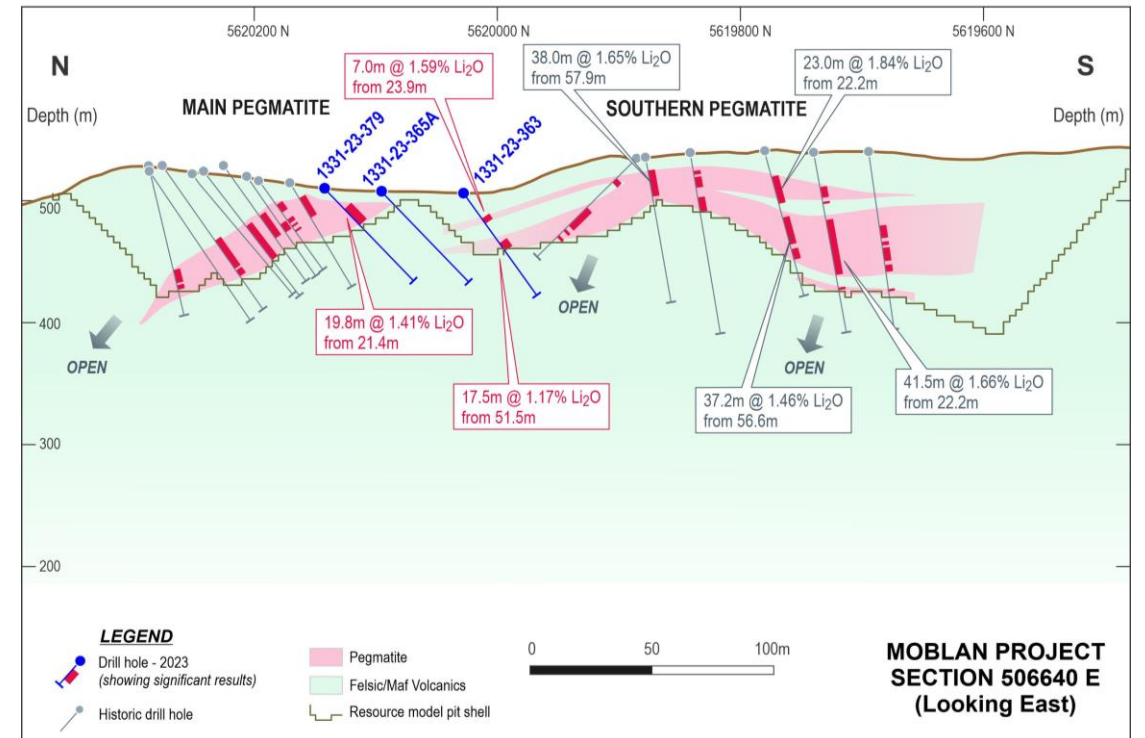 5620200 N
5620000 N
5619800 N
5619600 N
N
S
Depth (m)
Depth (m)
MAIN PEGMATITE
SOUTHERN PEGMATITE
7.0m @ 1.59% Li₂O
from 23.9m
38.0m @ 1.65% Li₂O
from 57.9m
23.0m @ 1.84% Li₂O
from 22.2m
1331-23-379
1331-23-365A
1331-23-363
500
400
300
200
500
400
300
200
OPEN
OPEN
OPEN
19.8m @ 1.41% Li₂O
from 21.4m
17.5m @ 1.17% Li₂O
from 51.5m
37.2m @ 1.46% Li₂O
from 56.6m
41.5m @ 1.66% Li₂O
from 22.2m
LEGEND
Drill hole - 2023
(showing significant results)
Historic drill hole
Pegmatite
Felsic/Maf Volcanics
Resource model pit shell
0
50
100m
MOBLAN PROJECT
SECTION 506640 E
(Looking East)